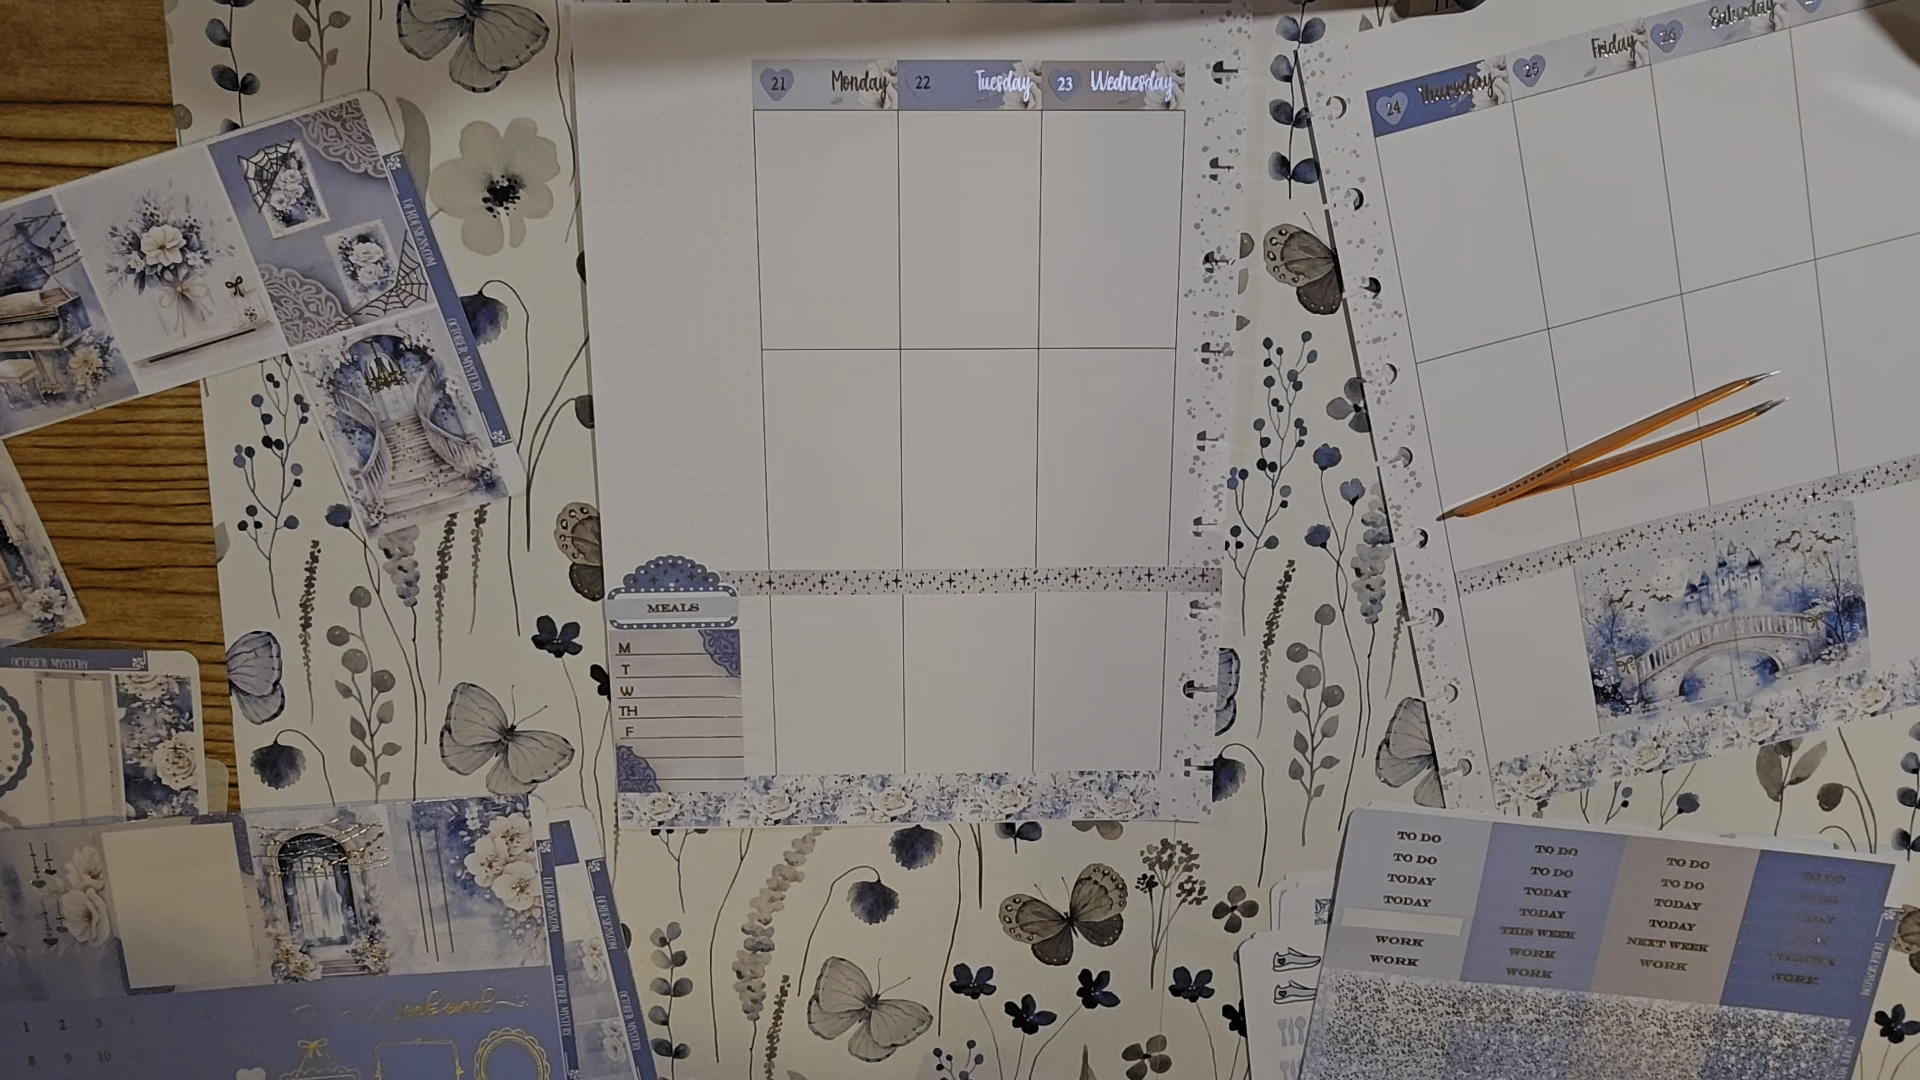 21 Monday
22 Tuesday
23 Wednesday
24 Thursday
25 Friday
26 Saturday
OCTOBER MYSTERY
MEALS
M
T
W
TH
F
OCTOBER MYSTERY
Weekend
1 2 3
8 9 10
TO DO
TO DO
TODAY
TODAY
WORK
WORK
TO DO
TO DO
TODAY
TODAY
THIS WEEK
WORK
WORK
TO DO
TO DO
TODAY
TODAY
NEXT WEEK
WORK
TO DO
WORK